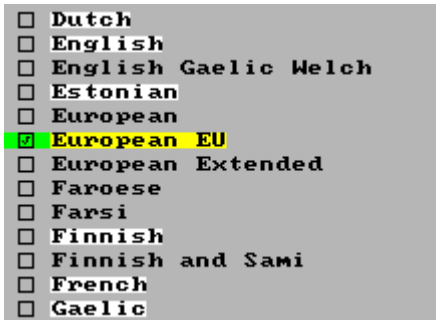 Dutch
English
English Gaelic Welch
Estonian
European
European EU
European Extended
Faroese
Farsi
Finnish
Finnish and Sami
French
Gaelic